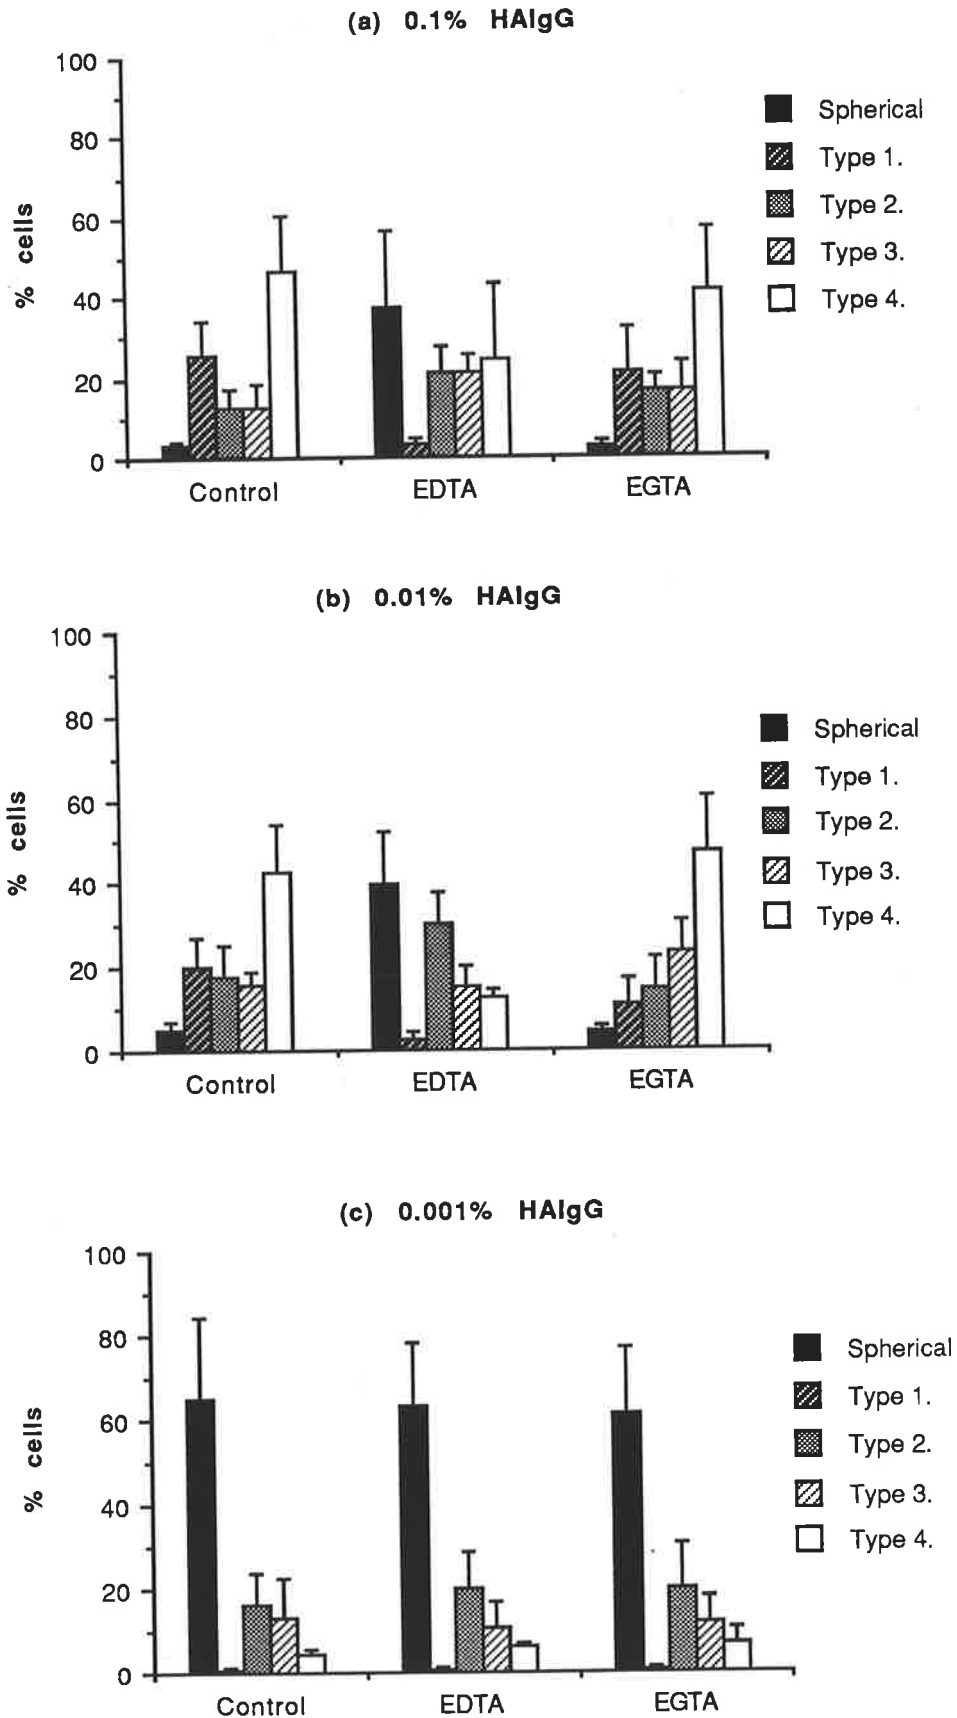 (a) 0.1% HAIgG
100
80
60
40
20
0
% cells
Control EDTA EGTA
Spherical
Type 1.
Type 2.
Type 3.
Type 4.
(b) 0.01% HAIgG
100
80
60
40
20
0
% cells
Control EDTA EGTA
Spherical
Type 1.
Type 2.
Type 3.
Type 4.
(c) 0.001% HAIgG
100
80
60
40
20
0
% cells
Control EDTA EGTA
Spherical
Type 1.
Type 2.
Type 3.
Type 4.